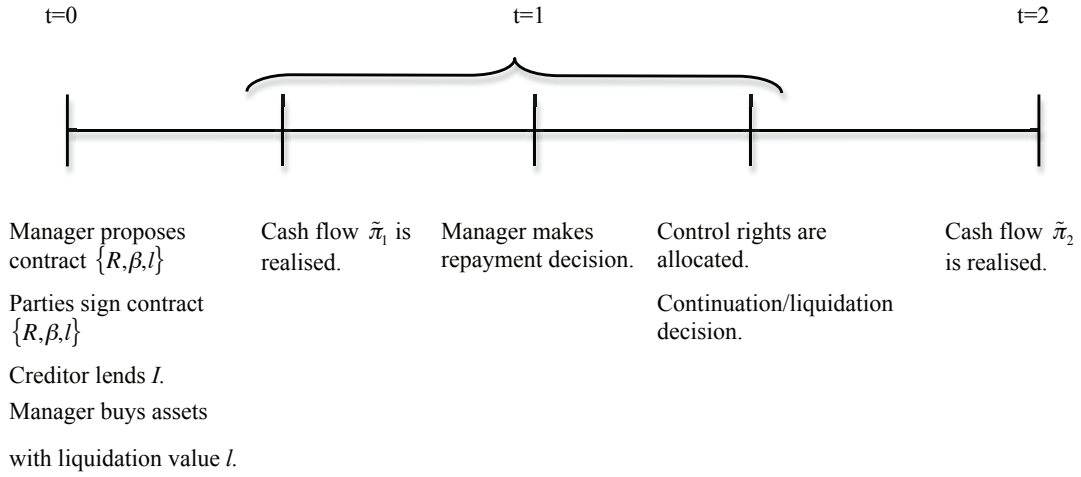 t=0 t=1 t=2
Manager proposes
contract {R,β,l}
Parties sign contract
{R,β,l}
Creditor lends I.
Manager buys assets
with liquidation value l.
Cash flow π̃₁ is
realised.
Manager makes
repayment decision.
Control rights are
allocated.
Continuation/liquidation
decision.
Cash flow π̃₂
is realised.